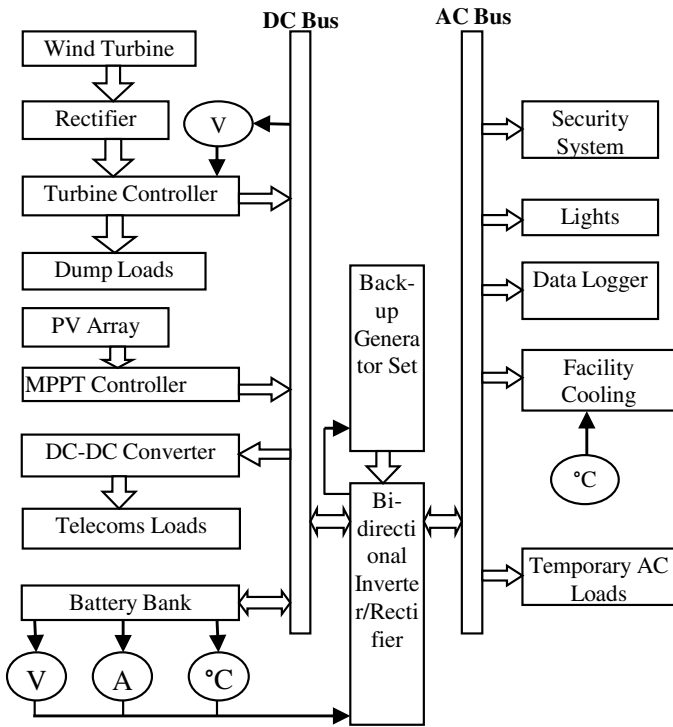 DC Bus
AC Bus
Wind Turbine
Rectifier
V
Turbine Controller
Dump Loads
PV Array
MPPT Controller
DC-DC Converter
Telecoms Loads
Battery Bank
V
A
°C
Back-
up
Genera
tor Set
Bi-
directi
onal
Inverte
r/Recti
fier
Security
System
Lights
Data Logger
Facility
Cooling
°C
Temporary AC
Loads